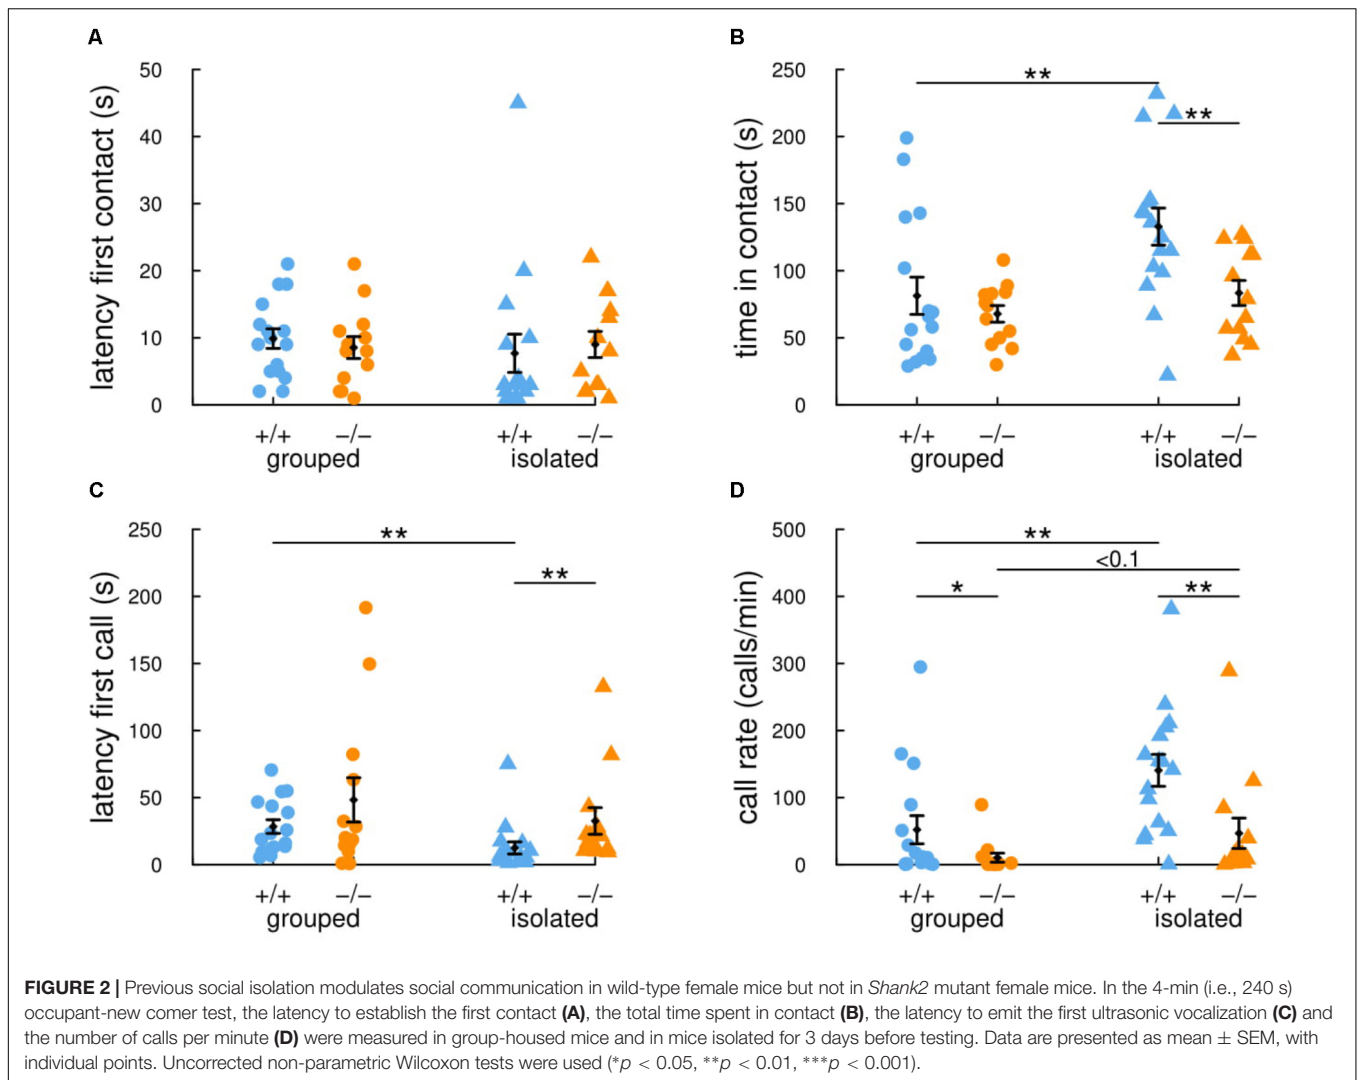 A
latency first contact (s)
50
40
30
20
10
0
+/+ −/− +/+ −/−
grouped isolated
B
time in contact (s)
250
200
150
100
50
0
**
**
+/+ −/− +/+ −/−
grouped isolated
C
latency first call (s)
250
200
150
100
50
0
**
**
+/+ −/− +/+ −/−
grouped isolated
D
call rate (calls/min)
500
400
300
200
100
0
**
<0.1
* **
+/+ −/− +/+ −/−
grouped isolated
FIGURE 2 | Previous social isolation modulates social communication in wild-type female mice but not in Shank2 mutant female mice. In the 4-min (i.e., 240 s)
occupant-new comer test, the latency to establish the first contact (A), the total time spent in contact (B), the latency to emit the first ultrasonic vocalization (C) and
the number of calls per minute (D) were measured in group-housed mice and in mice isolated for 3 days before testing. Data are presented as mean ± SEM, with
individual points. Uncorrected non-parametric Wilcoxon tests were used (*p < 0.05, **p < 0.01, ***p < 0.001).